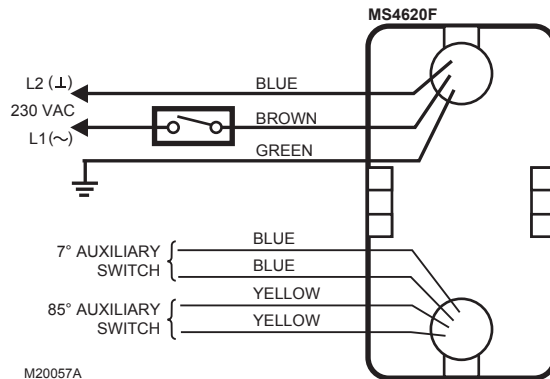 MS4620F
L2 (⊥)
BLUE
230 VAC
BROWN
L1(~)
GREEN
7° AUXILIARY
SWITCH
BLUE
BLUE
85° AUXILIARY
SWITCH
YELLOW
YELLOW
M20057A